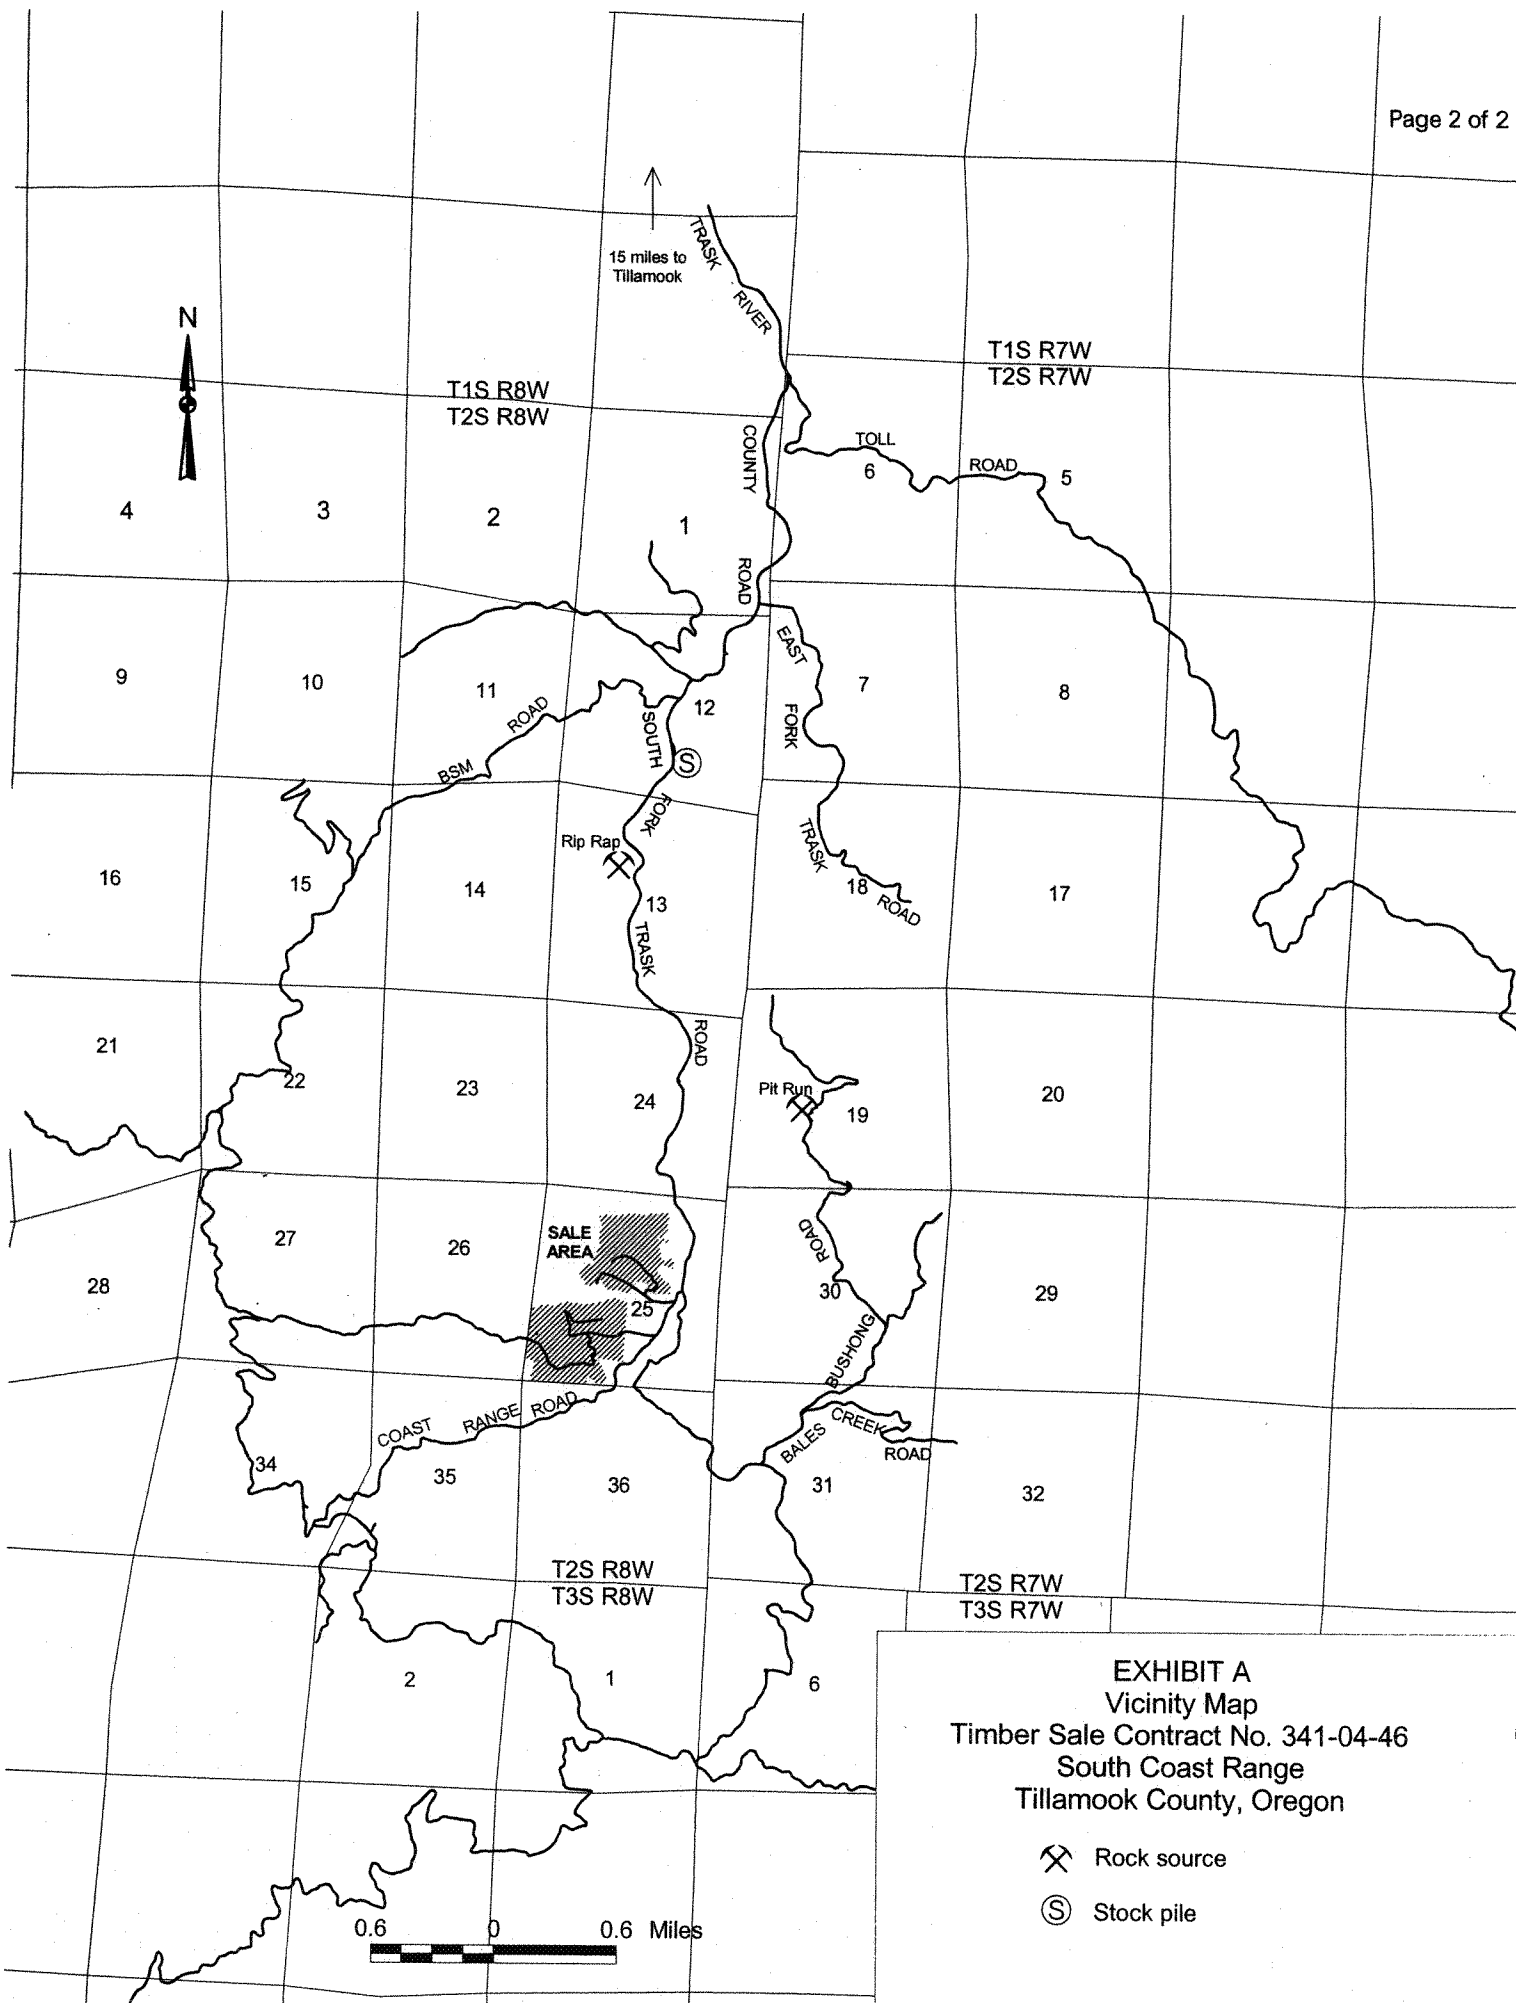 Page 2 of 2
15 miles to
Tillamook
TRASK
RIVER
COUNTY
ROAD
N
T1S R8W
T2S R8W
T1S R7W
T2S R7W
TOLL
ROAD
4
3
2
1
6
5
9
10
11
12
7
8
BSM
ROAD
SOUTH
FORK
TRASK
ROAD
S
EAST
FORK
TRASK
ROAD
Rip Rap
16
15
14
13
18
17
21
22
23
24
Pit Run
19
20
28
27
26
SALE
AREA
25
30
29
ROAD
BUSHONG
COAST
RANGE
ROAD
BALES
CREEK
ROAD
34
35
36
31
32
T2S R8W
T3S R8W
T2S R7W
T3S R7W
2
1
6
EXHIBIT A
Vicinity Map
Timber Sale Contract No. 341-04-46
South Coast Range
Tillamook County, Oregon
Rock source
S Stock pile
0.6 0 0.6 Miles